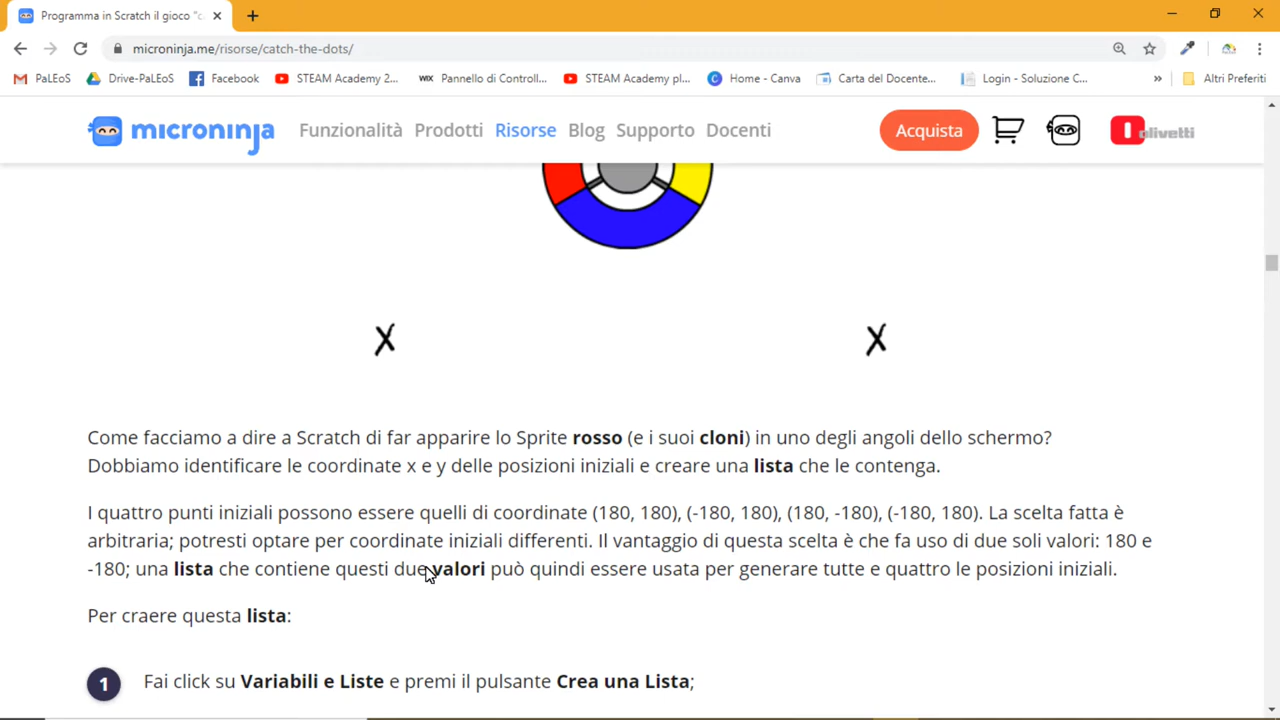 Programma in Scratch il gioco "c
microninja.me/risorse/catch-the-dots/
PaLEoS
Drive-PaLEoS
Facebook
STEAM Academy 2...
WIX Pannello di Controll...
STEAM Academy pl...
Home - Canva
Carta del Docente...
Login - Soluzione C...
»
Altri Preferiti
microninja
Funzionalità
Prodotti
Risorse
Blog
Supporto
Docenti
Acquista
olivetti
X X
Come facciamo a dire a Scratch di far apparire lo Sprite rosso (e i suoi cloni) in uno degli angoli dello schermo?
Dobbiamo identificare le coordinate x e y delle posizioni iniziali e creare una lista che le contenga.
I quattro punti iniziali possono essere quelli di coordinate (180, 180), (-180, 180), (180, -180), (-180, 180). La scelta fatta è
arbitraria; potresti optare per coordinate iniziali differenti. Il vantaggio di questa scelta è che fa uso di due soli valori: 180 e
-180; una lista che contiene questi due valori può quindi essere usata per generare tutte e quattro le posizioni iniziali.
Per craere questa lista:
1 Fai click su Variabili e Liste e premi il pulsante Crea una Lista;